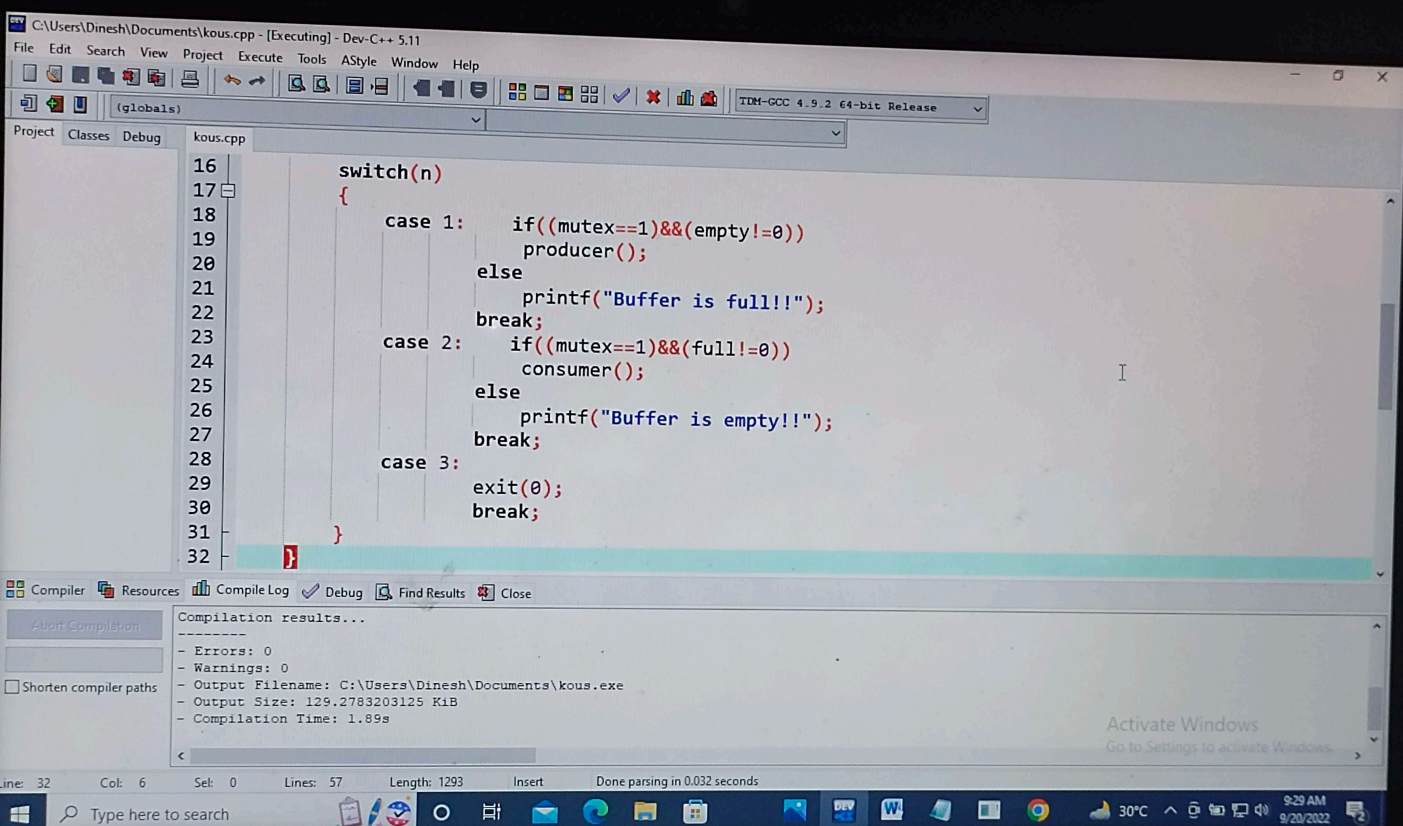 C:\Users\Dinesh\Documents\kous.cpp - [Executing] - Dev-C++ 5.11
File Edit Search View Project Execute Tools AStyle Window Help
TDM-GCC 4.9.2 64-bit Release
(globals)
Project Classes Debug kous.cpp
16 switch(n)
17 {
18 case 1: if((mutex==1)&&(empty!=0))
19 producer();
20 else
21 printf("Buffer is full!!");
22 break;
23 case 2: if((mutex==1)&&(full!=0))
24 consumer();
25 else
26 printf("Buffer is empty!!");
27 break;
28 case 3:
29 exit(0);
30 break;
31 }
32 }
Compiler Resources Compile Log Debug Find Results Close
Abort Compilation
Shorten compiler paths
Compilation results...
--------
- Errors: 0
- Warnings: 0
- Output Filename: C:\Users\Dinesh\Documents\kous.exe
- Output Size: 129.2783203125 KiB
- Compilation Time: 1.89s
Activate Windows
Go to Settings to activate Windows.
Line: 32 Col: 6 Sel: 0 Lines: 57 Length: 1293 Insert Done parsing in 0.032 seconds
Type here to search
DEV
W
30°C
9:29 AM
9/20/2022
2